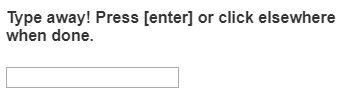 Type away! Press [enter] or click elsewhere
when done.